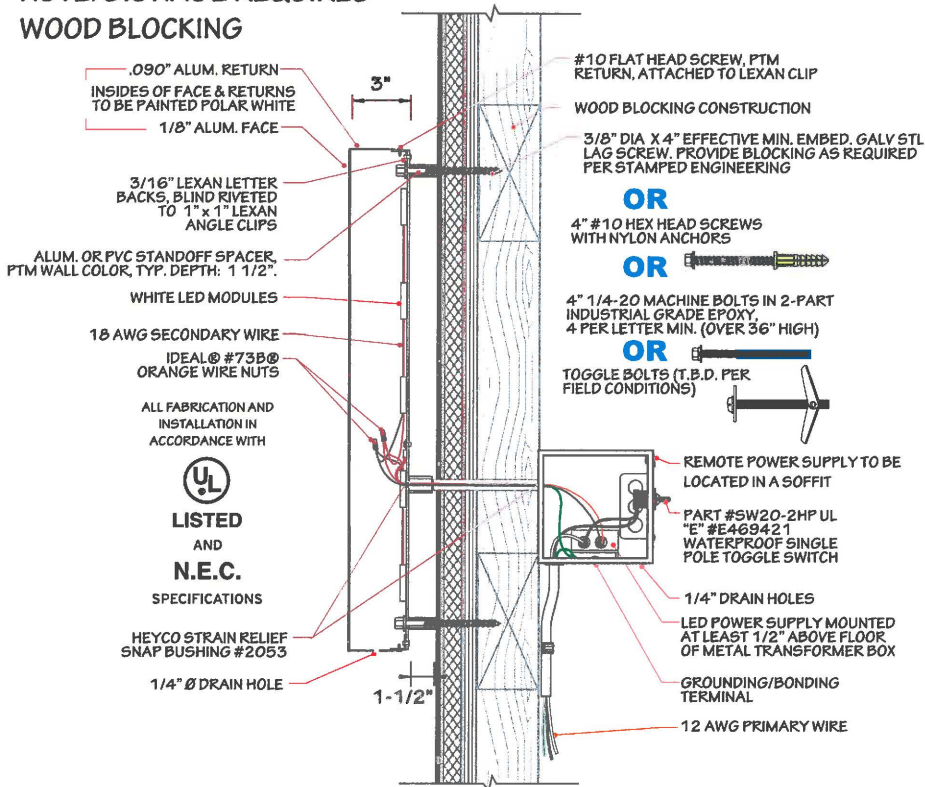 WOOD BLOCKING
.090" ALUM. RETURN
INSIDES OF FACE & RETURNS
TO BE PAINTED POLAR WHITE
1/8" ALUM. FACE
3"
3/16" LEXAN LETTER
BACKS, BLIND RIVETED
TO 1" x 1" LEXAN
ANGLE CLIPS
ALUM. OR PVC STANDOFF SPACER,
PTM WALL COLOR, TYP. DEPTH: 1 1/2".
WHITE LED MODULES
18 AWG SECONDARY WIRE
IDEAL® #73B®
ORANGE WIRE NUTS
ALL FABRICATION AND
INSTALLATION IN
ACCORDANCE WITH
UL
LISTED
AND
N.E.C.
SPECIFICATIONS
HEYCO STRAIN RELIEF
SNAP BUSHING #2053
1/4" Ø DRAIN HOLE
1-1/2"
#10 FLAT HEAD SCREW, PTM
RETURN, ATTACHED TO LEXAN CLIP
WOOD BLOCKING CONSTRUCTION
3/8" DIA X 4" EFFECTIVE MIN. EMBED. GALV STL
LAG SCREW. PROVIDE BLOCKING AS REQUIRED
PER STAMPED ENGINEERING
OR
4" #10 HEX HEAD SCREWS
WITH NYLON ANCHORS
OR
4" 1/4-20 MACHINE BOLTS IN 2-PART
INDUSTRIAL GRADE EPOXY,
4 PER LETTER MIN. (OVER 36" HIGH)
OR
TOGGLE BOLTS (T.B.D. PER
FIELD CONDITIONS)
REMOTE POWER SUPPLY TO BE
LOCATED IN A SOFFIT
PART #SW20-2HP UL
"E" #E469421
WATERPROOF SINGLE
POLE TOGGLE SWITCH
1/4" DRAIN HOLES
LED POWER SUPPLY MOUNTED
AT LEAST 1/2" ABOVE FLOOR
OF METAL TRANSFORMER BOX
GROUNDING/BONDING
TERMINAL
12 AWG PRIMARY WIRE